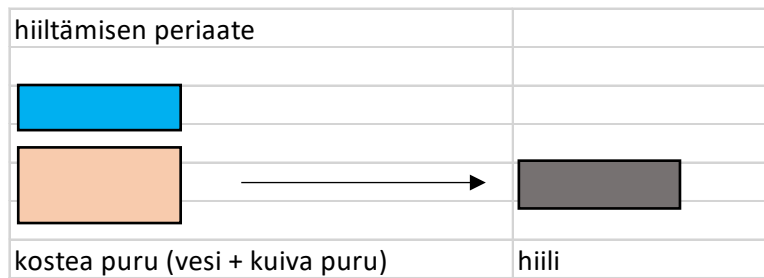 hiiltämisen periaate
kostea puru (vesi + kuiva puru)
hiili